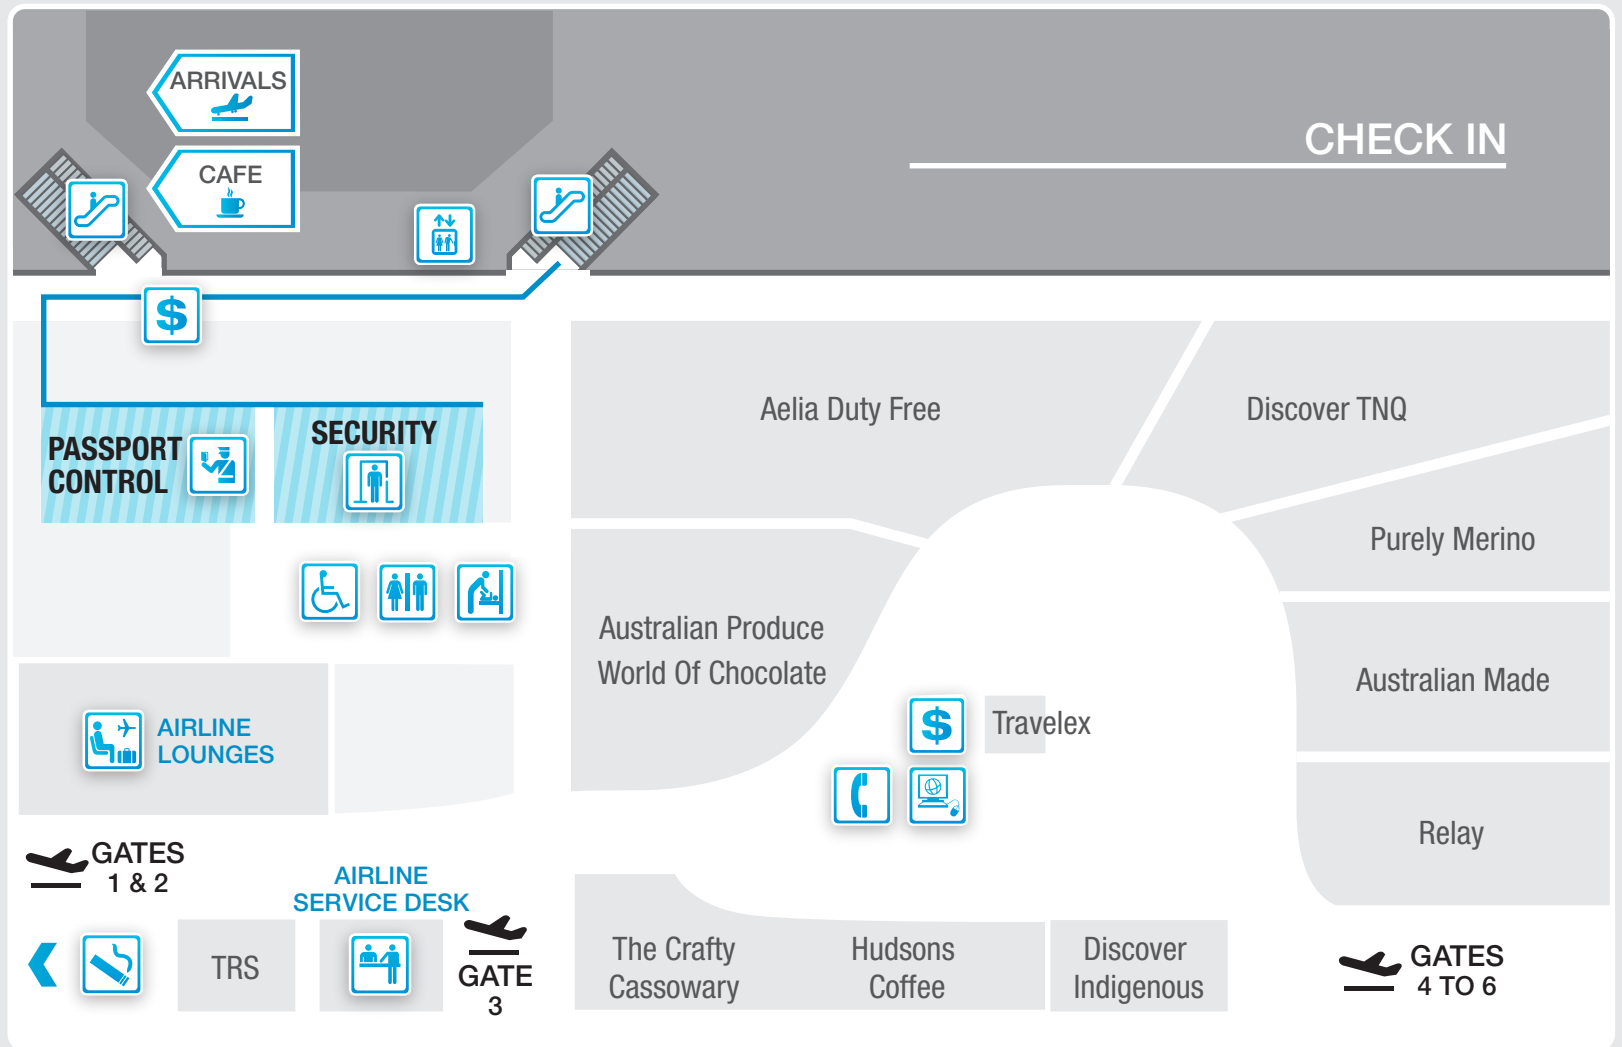 ARRIVALS
CAFE
CHECK IN
$
PASSPORT
CONTROL
SECURITY
Aelia Duty Free
Discover TNQ
Purely Merino
Australian Produce
World Of Chocolate
Australian Made
$
Travelex
AIRLINE
LOUNGES
Relay
GATES
1 & 2
AIRLINE
SERVICE DESK
TRS
GATE
3
The Crafty
Cassowary
Hudsons
Coffee
Discover
Indigenous
GATES
4 TO 6